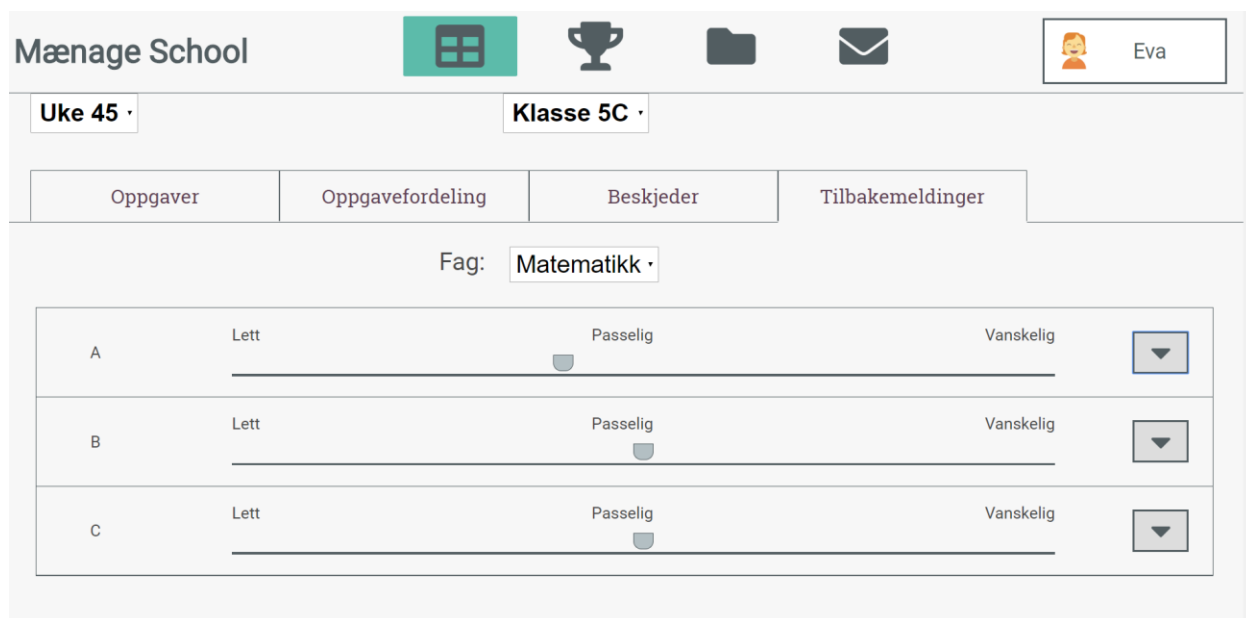 Mænage School
Eva
Uke 45
Klasse 5C
Oppgaver
Oppgavefordeling
Beskjeder
Tilbakemeldinger
Fag: Matematikk
Lett Passelig Vanskelig
A
Lett Passelig Vanskelig
B
Lett Passelig Vanskelig
C